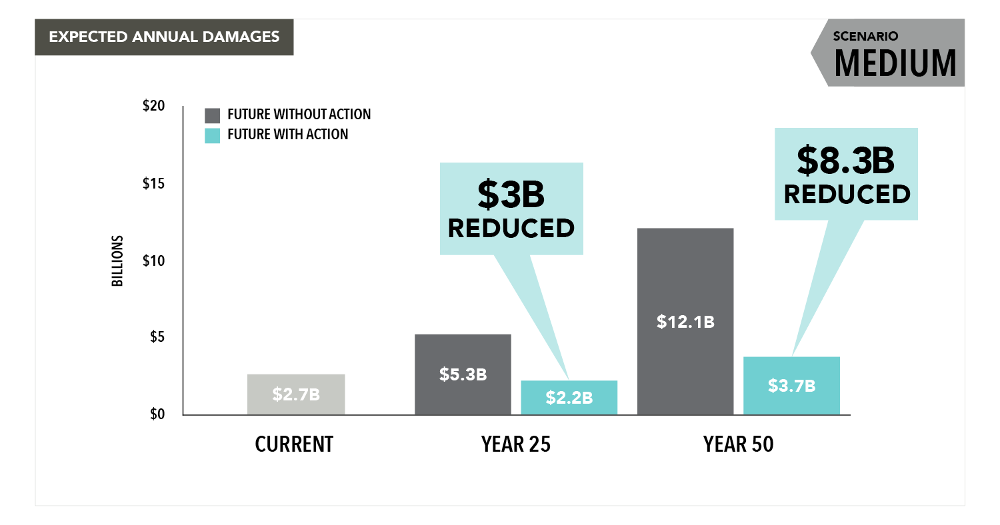 EXPECTED ANNUAL DAMAGES
SCENARIO
MEDIUM
$20
$15
$10
$5
$0
BILLIONS
FUTURE WITHOUT ACTION
FUTURE WITH ACTION
$3B
REDUCED
$8.3B
REDUCED
$2.7B
$5.3B
$2.2B
$12.1B
$3.7B
CURRENT
YEAR 25
YEAR 50